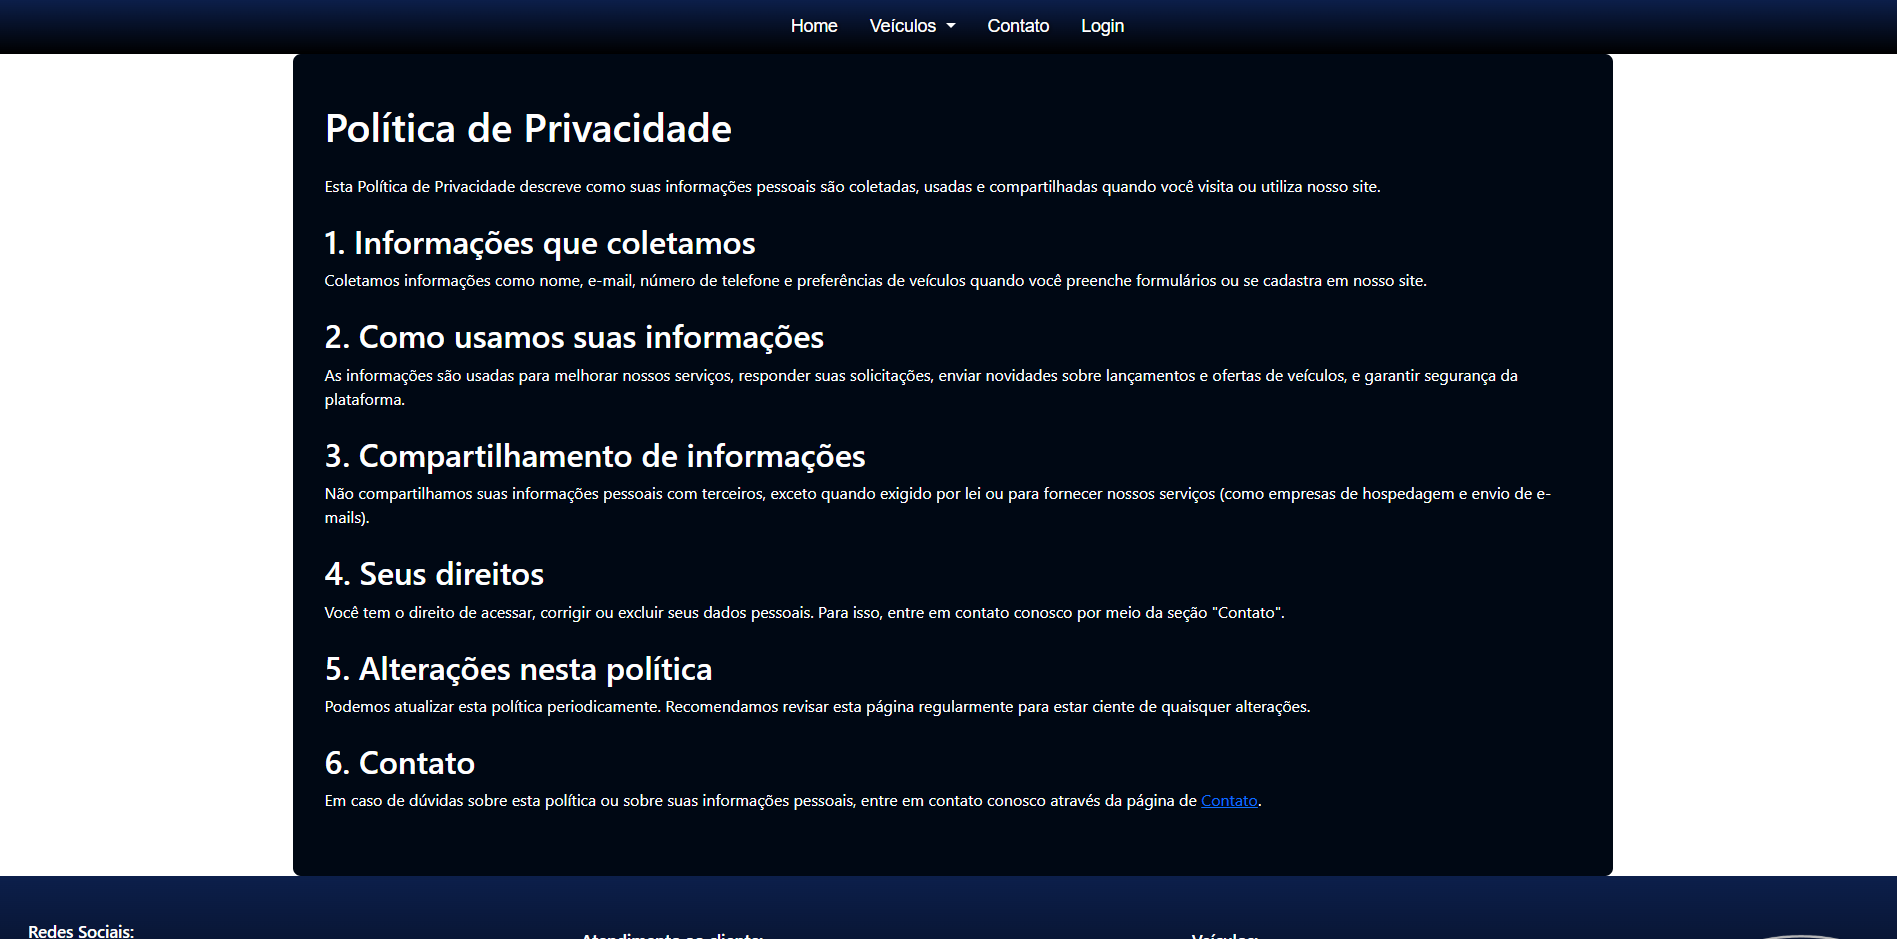 Home Veículos Contato Login
Política de Privacidade
Esta Política de Privacidade descreve como suas informações pessoais são coletadas, usadas e compartilhadas quando você visita ou utiliza nosso site.
1. Informações que coletamos
Coletamos informações como nome, e-mail, número de telefone e preferências de veículos quando você preenche formulários ou se cadastra em nosso site.
2. Como usamos suas informações
As informações são usadas para melhorar nossos serviços, responder suas solicitações, enviar novidades sobre lançamentos e ofertas de veículos, e garantir segurança da
plataforma.
3. Compartilhamento de informações
Não compartilhamos suas informações pessoais com terceiros, exceto quando exigido por lei ou para fornecer nossos serviços (como empresas de hospedagem e envio de e-
mails).
4. Seus direitos
Você tem o direito de acessar, corrigir ou excluir seus dados pessoais. Para isso, entre em contato conosco por meio da seção "Contato".
5. Alterações nesta política
Podemos atualizar esta política periodicamente. Recomendamos revisar esta página regularmente para estar ciente de quaisquer alterações.
6. Contato
Em caso de dúvidas sobre esta política ou sobre suas informações pessoais, entre em contato conosco através da página de Contato.
Redes Sociais:
Atendimento ao cliente:
Veículos: